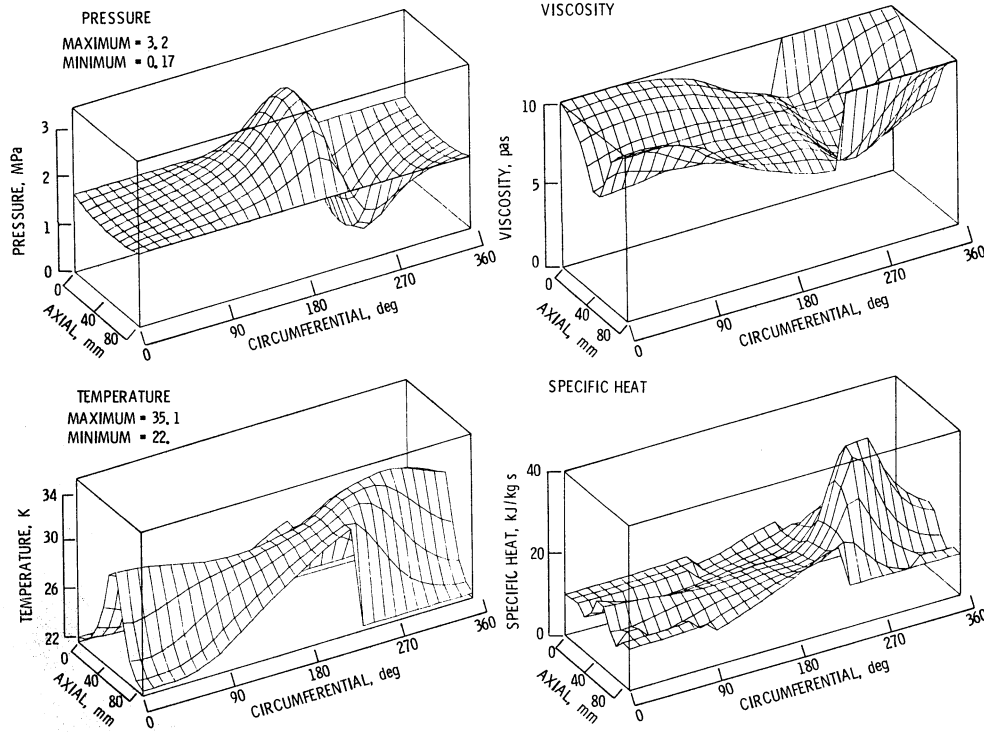 PRESSURE
MAXIMUM = 3.2
MINIMUM = 0.17
3
2
1
0
PRESSURE, MPa
0
40
80
AXIAL, mm
0
90
180
270
360
CIRCUMFERENTIAL, deg
VISCOSITY
10
5
0
VISCOSITY, pas
0
40
80
AXIAL, mm
0
90
180
270
360
CIRCUMFERENTIAL, deg
TEMPERATURE
MAXIMUM = 35.1
MINIMUM = 22.
34
30
26
22
TEMPERATURE, K
0
40
80
AXIAL, mm
0
90
180
270
360
CIRCUMFERENTIAL, deg
SPECIFIC HEAT
40
20
0
SPECIFIC HEAT, kJ/kg s
0
40
80
AXIAL, mm
0
90
180
270
360
CIRCUMFERENTIAL, deg